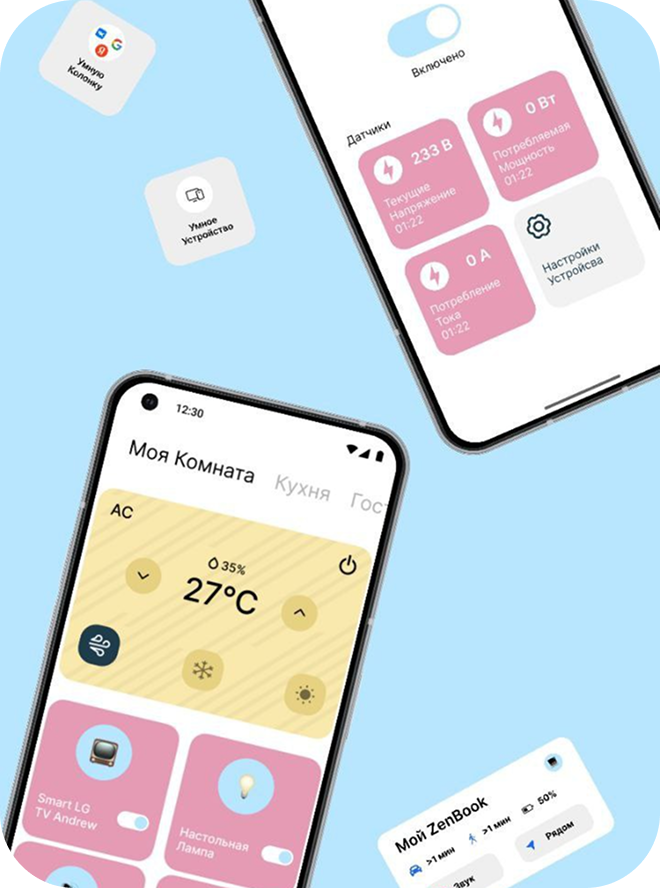 Умную
Колонку
Умное
Устройство
Включено
Датчики
233 В
Текущие
Напряжение
01:22
0 Вт
Потребляемая
Мощность
01:22
0 А
Потребление
Тока
01:22
Настройки
Устройсва
12:30
Моя Комната Кухня Гос
AC
35%
27°C
Smart LG
TV Andrew
Настольная
Лампа
Мой ZenBook
>1 мин >1 мин 50%
Звук Рядом